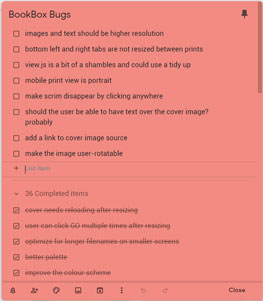 BookBox Bugs
images and text should be higher resolution
bottom left and right tabs are not resized between prints
view.js is a bit of a shambles and could use a tidy up
mobile print view is portrait
make scrim disappear by clicking anywhere
should the user be able to have text over the cover image?
probably
add a link to cover image source
make the image user-rotatable
List item
36 Completed items
cover needs reloading after resizing
user can click GO multiple times after resizing
optimize for longer filenames on smaller screens
better palette
improve the colour scheme
Close